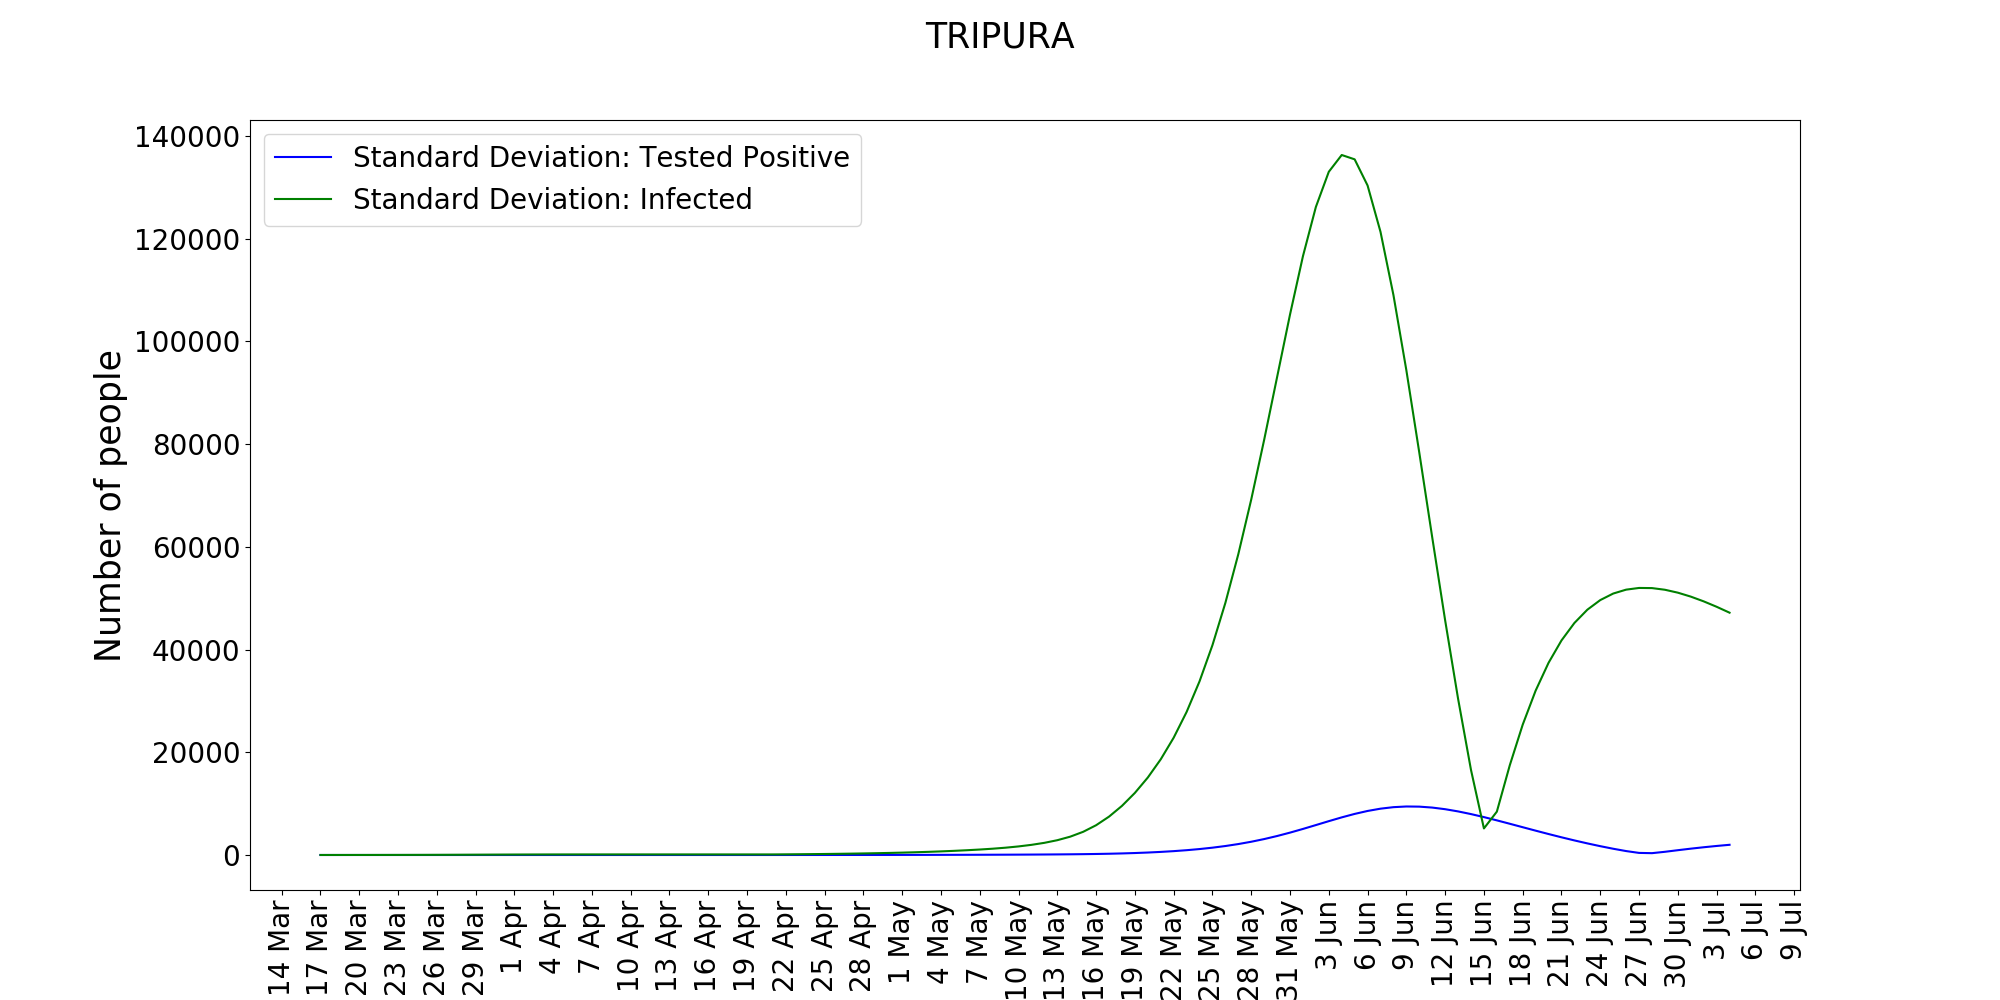 TRIPURA
Standard Deviation: Tested Positive
Standard Deviation: Infected
Number of people
140000
120000
100000
80000
60000
40000
20000
0
14 Mar
17 Mar
20 Mar
23 Mar
26 Mar
29 Mar
1 Apr
4 Apr
7 Apr
10 Apr
13 Apr
16 Apr
19 Apr
22 Apr
25 Apr
28 Apr
1 May
4 May
7 May
10 May
13 May
16 May
19 May
22 May
25 May
28 May
31 May
3 Jun
6 Jun
9 Jun
12 Jun
15 Jun
18 Jun
21 Jun
24 Jun
27 Jun
30 Jun
3 Jul
6 Jul
9 Jul